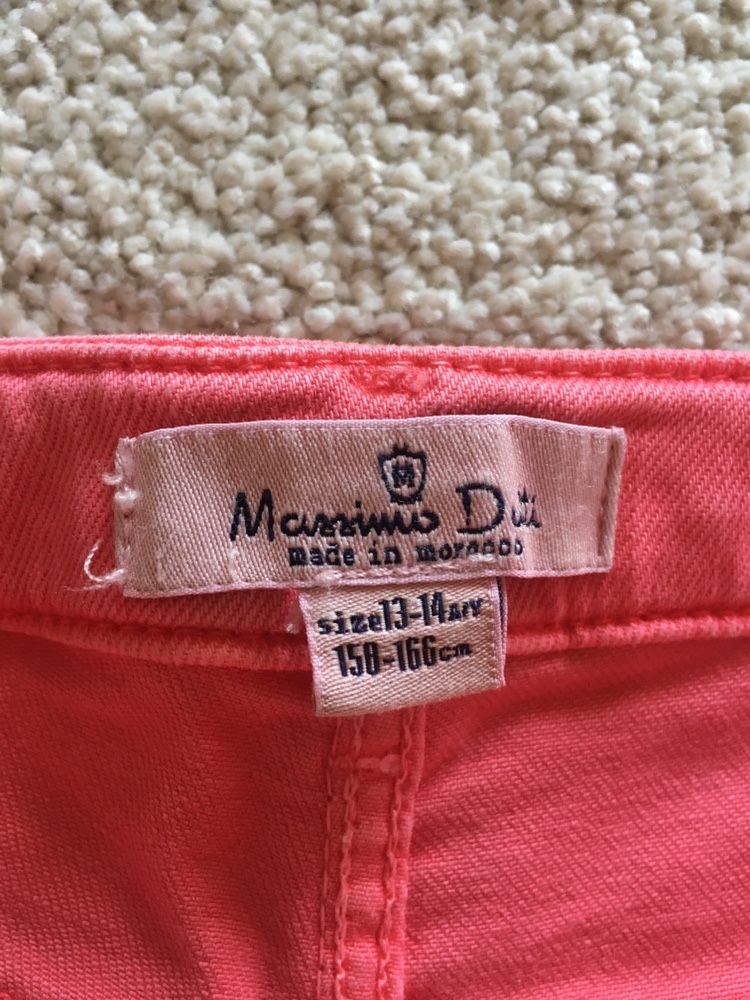 M
Massimo Dutti
made in morocco
size13-14A/Y
158-166cm